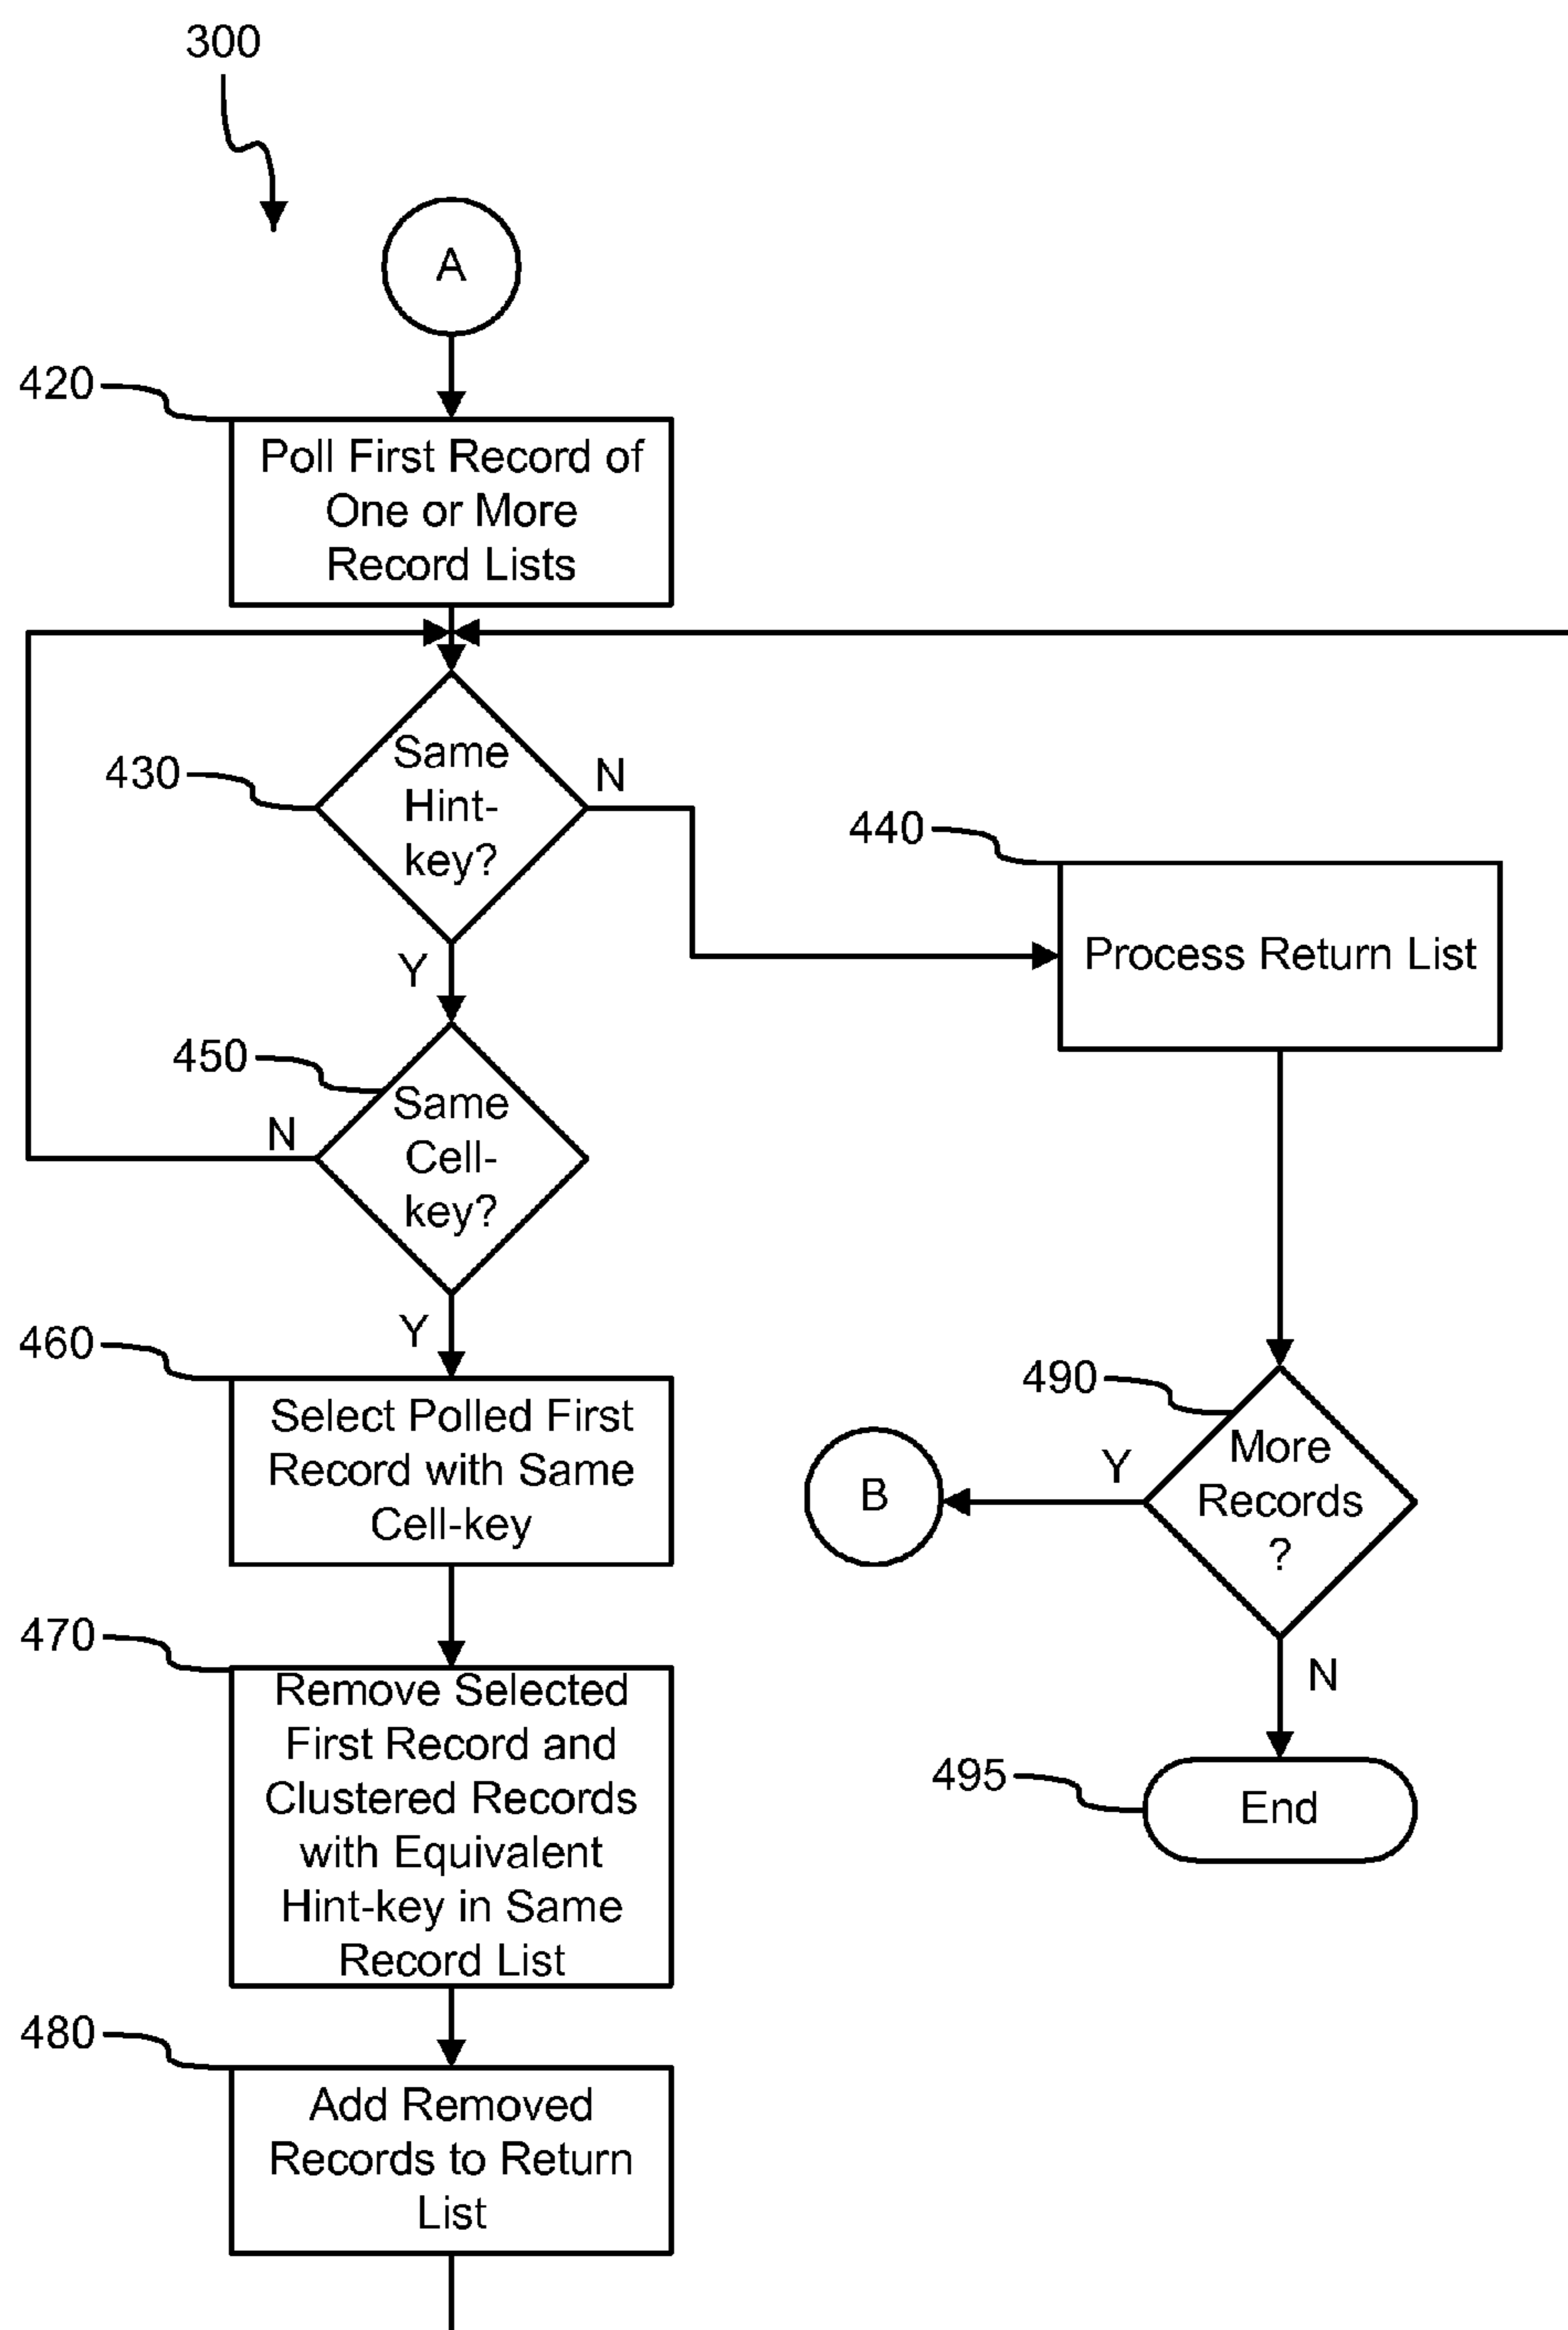 300
A
420
Poll First Record of
One or More
Record Lists
430
Same
Hint-
key?
N
Y
440
Process Return List
450
Same
Cell-
key?
N
Y
460
Select Polled First
Record with Same
Cell-key
490
More
Records
?
Y
B
N
470
Remove Selected
First Record and
Clustered Records
with Equivalent
Hint-key in Same
Record List
495
End
480
Add Removed
Records to Return
List